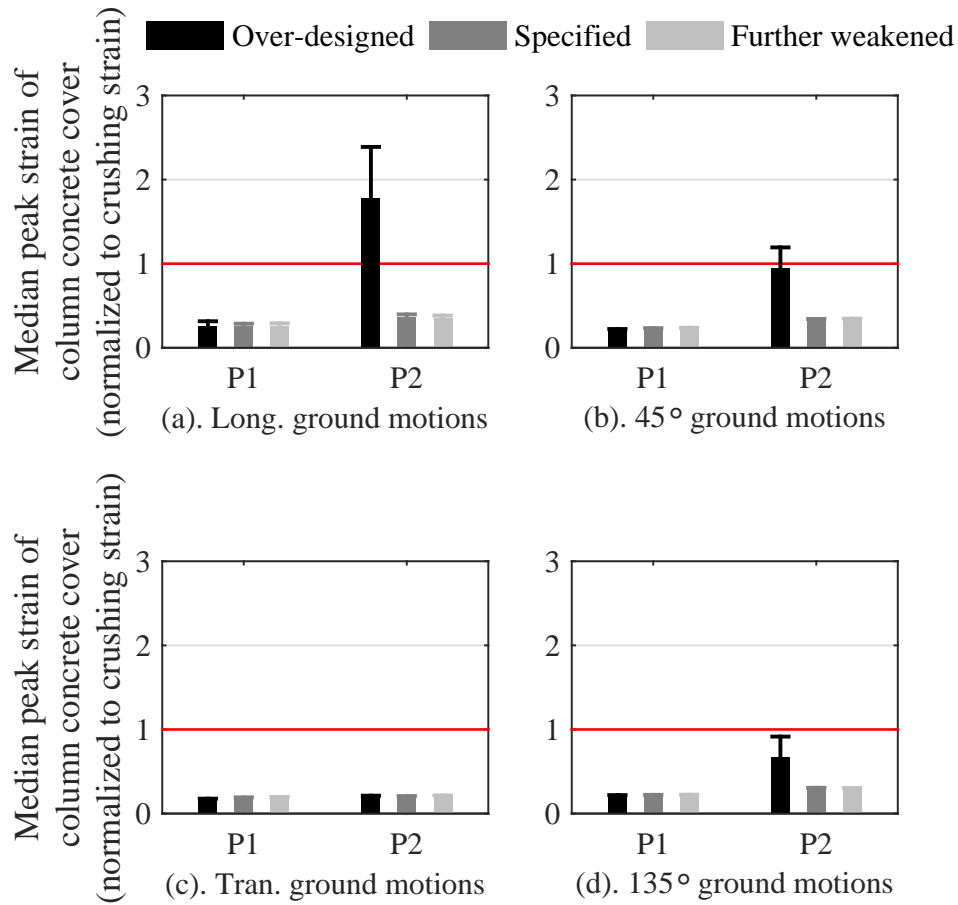 Over-designed Specified Further weakened
Median peak strain of
column concrete cover
(normalized to crushing strain)
3
2
1
0
P1 P2
(a). Long. ground motions
3
2
1
0
P1 P2
(b). 45° ground motions
Median peak strain of
column concrete cover
(normalized to crushing strain)
3
2
1
0
P1 P2
(c). Tran. ground motions
3
2
1
0
P1 P2
(d). 135° ground motions